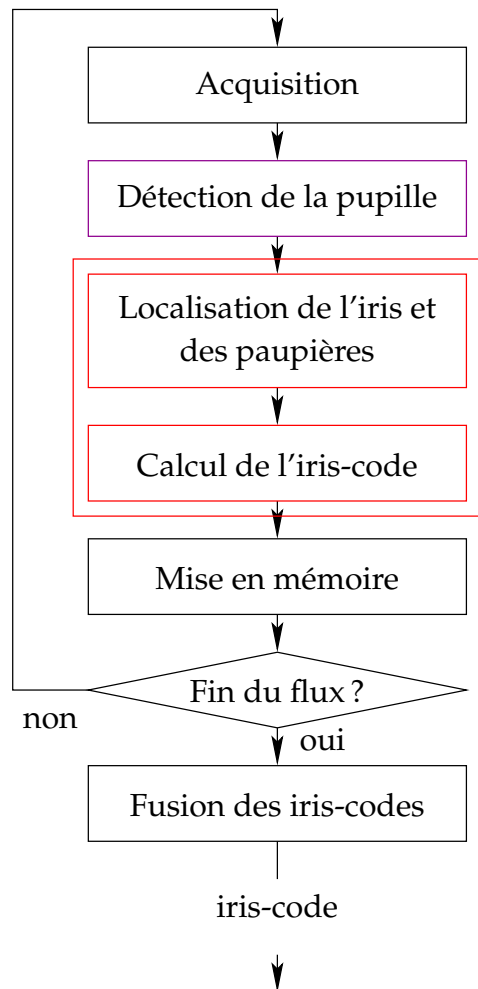 Acquisition
Détection de la pupille
Localisation de l'iris et
des paupières
Calcul de l'iris-code
Mise en mémoire
Fin du flux ?
non
oui
Fusion des iris-codes
iris-code